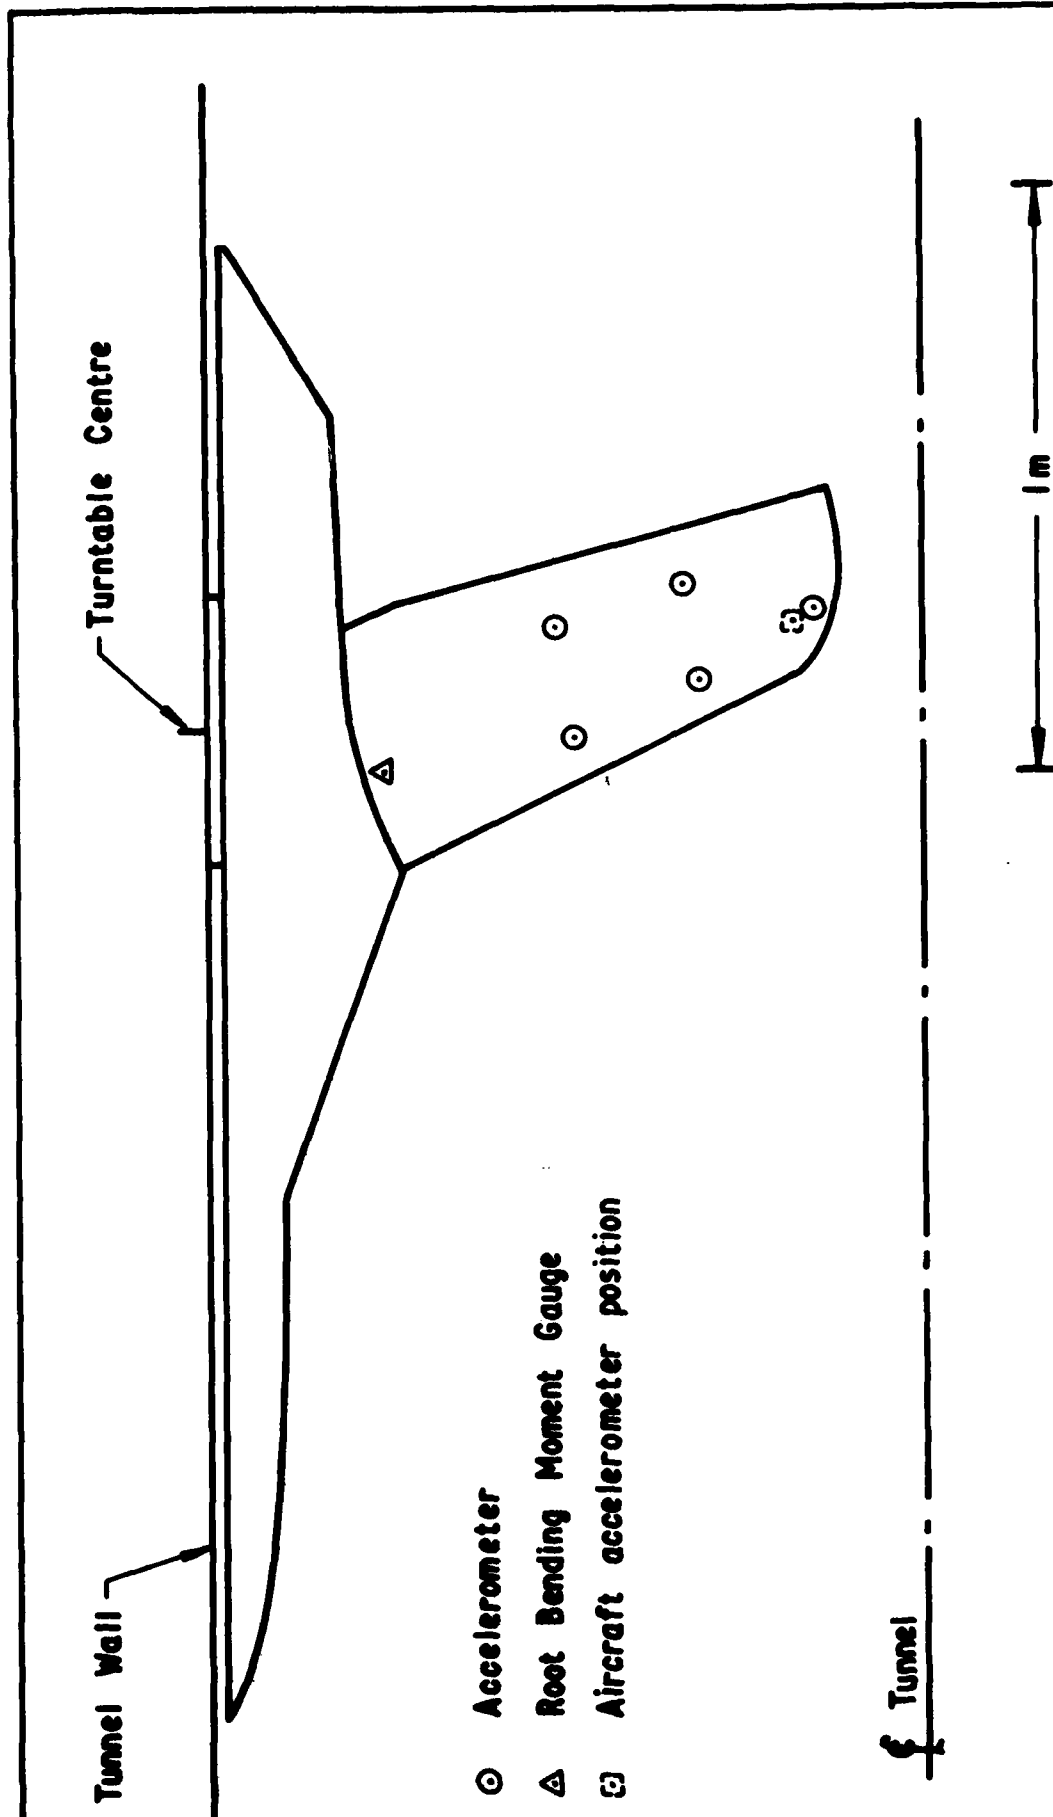 Tunnel Wall
Turntable Centre
Accelerometer
Root Bending Moment Gauge
Aircraft accelerometer position
℄ Tunnel
1m